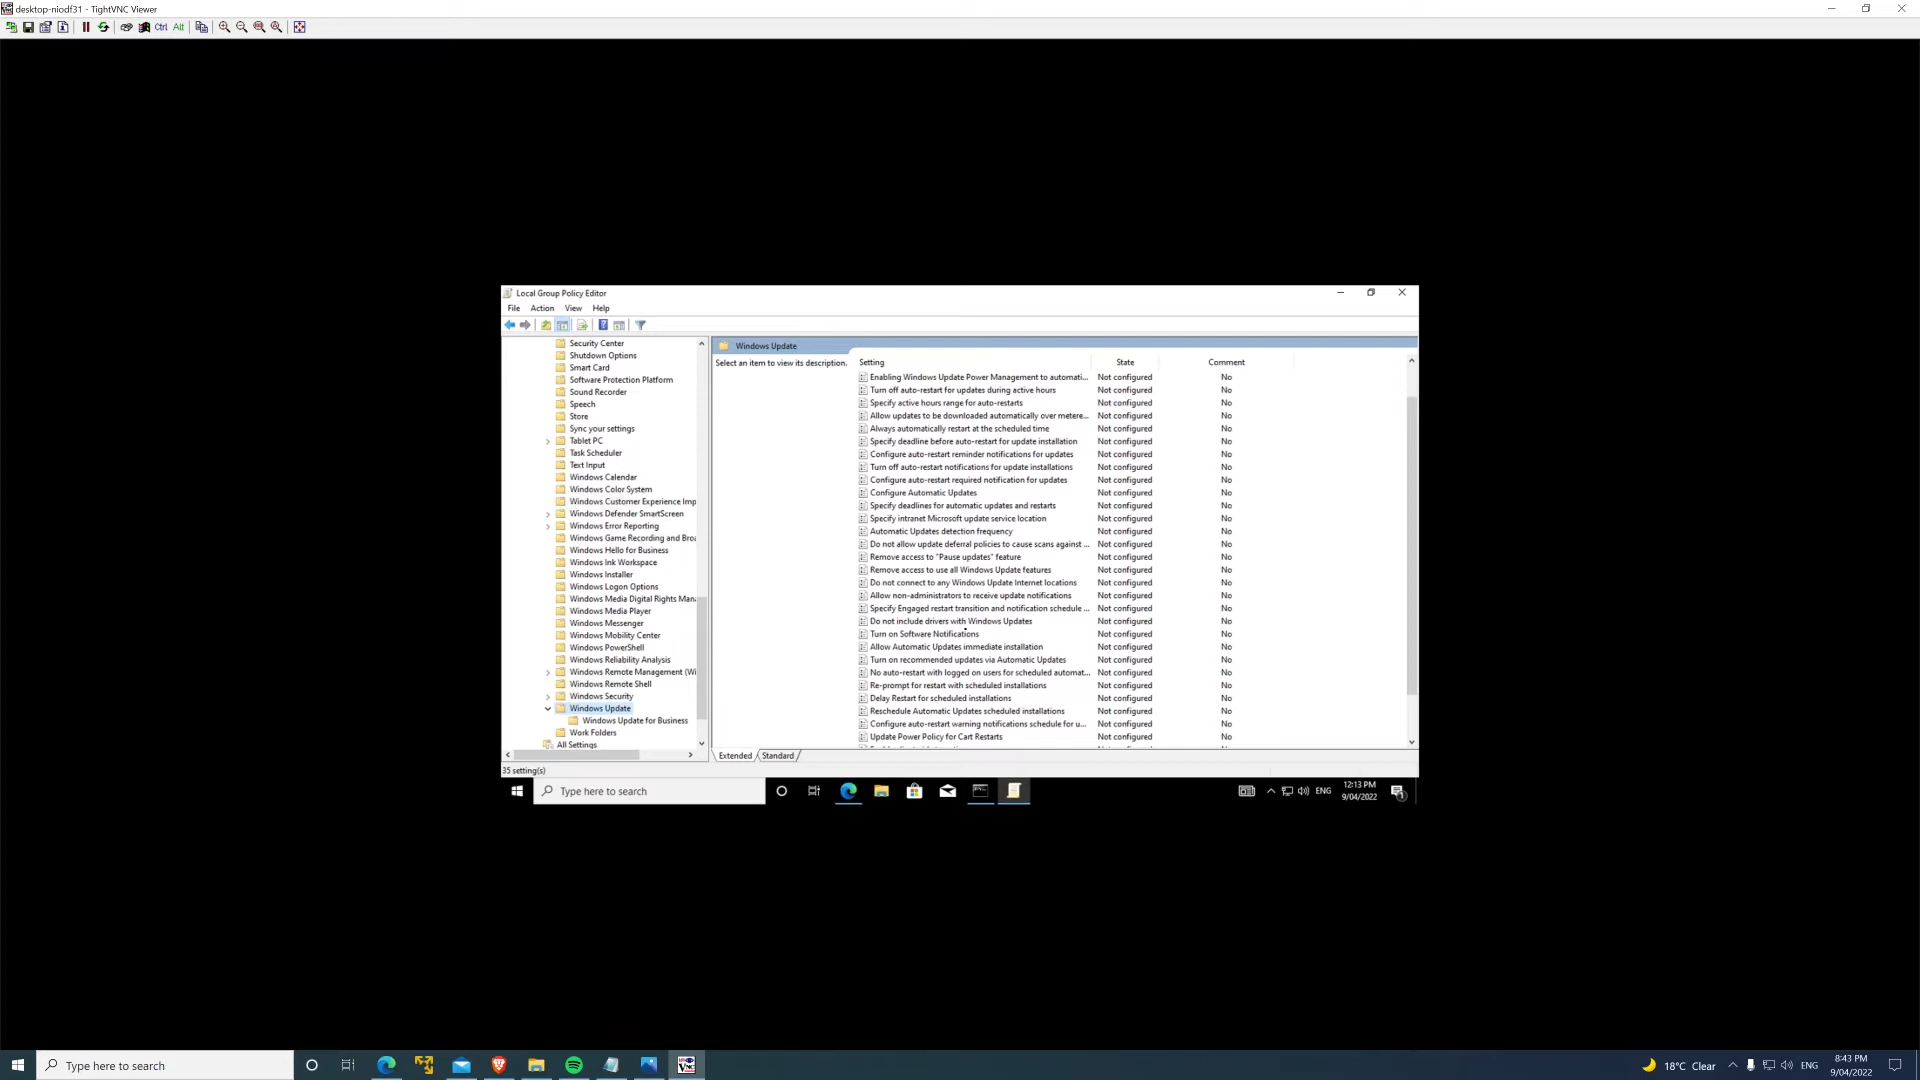 desktop-niodf31 - TightVNC Viewer
Ctrl Alt
Local Group Policy Editor
File Action View Help
Security Center
Shutdown Options
Smart Card
Software Protection Platform
Sound Recorder
Speech
Store
Sync your settings
Tablet PC
Task Scheduler
Text Input
Windows Calendar
Windows Color System
Windows Customer Experience Imp
Windows Defender SmartScreen
Windows Error Reporting
Windows Game Recording and Broa
Windows Hello for Business
Windows Ink Workspace
Windows Installer
Windows Logon Options
Windows Media Digital Rights Mana
Windows Media Player
Windows Messenger
Windows Mobility Center
Windows PowerShell
Windows Reliability Analysis
Windows Remote Management (Wi
Windows Remote Shell
Windows Security
Windows Update
Windows Update for Business
Work Folders
All Settings
Windows Update
Select an item to view its description.
Setting State Comment
Enabling Windows Update Power Management to automati... Not configured No
Turn off auto-restart for updates during active hours Not configured No
Specify active hours range for auto-restarts Not configured No
Allow updates to be downloaded automatically over metere... Not configured No
Always automatically restart at the scheduled time Not configured No
Specify deadline before auto-restart for update installation Not configured No
Configure auto-restart reminder notifications for updates Not configured No
Turn off auto-restart notifications for update installations Not configured No
Configure auto-restart required notification for updates Not configured No
Configure Automatic Updates Not configured No
Specify deadlines for automatic updates and restarts Not configured No
Specify intranet Microsoft update service location Not configured No
Automatic Updates detection frequency Not configured No
Do not allow update deferral policies to cause scans against ... Not configured No
Remove access to "Pause updates" feature Not configured No
Remove access to use all Windows Update features Not configured No
Do not connect to any Windows Update Internet locations Not configured No
Allow non-administrators to receive update notifications Not configured No
Specify Engaged restart transition and notification schedule ... Not configured No
Do not include drivers with Windows Updates Not configured No
Turn on Software Notifications Not configured No
Allow Automatic Updates immediate installation Not configured No
Turn on recommended updates via Automatic Updates Not configured No
No auto-restart with logged on users for scheduled automat... Not configured No
Re-prompt for restart with scheduled installations Not configured No
Delay Restart for scheduled installations Not configured No
Reschedule Automatic Updates scheduled installations Not configured No
Configure auto-restart warning notifications schedule for u... Not configured No
Update Power Policy for Cart Restarts Not configured No
Extended Standard
35 setting(s)
Type here to search
ENG
12:13 PM
9/04/2022
1
Type here to search
18°C Clear
ENG
8:43 PM
9/04/2022